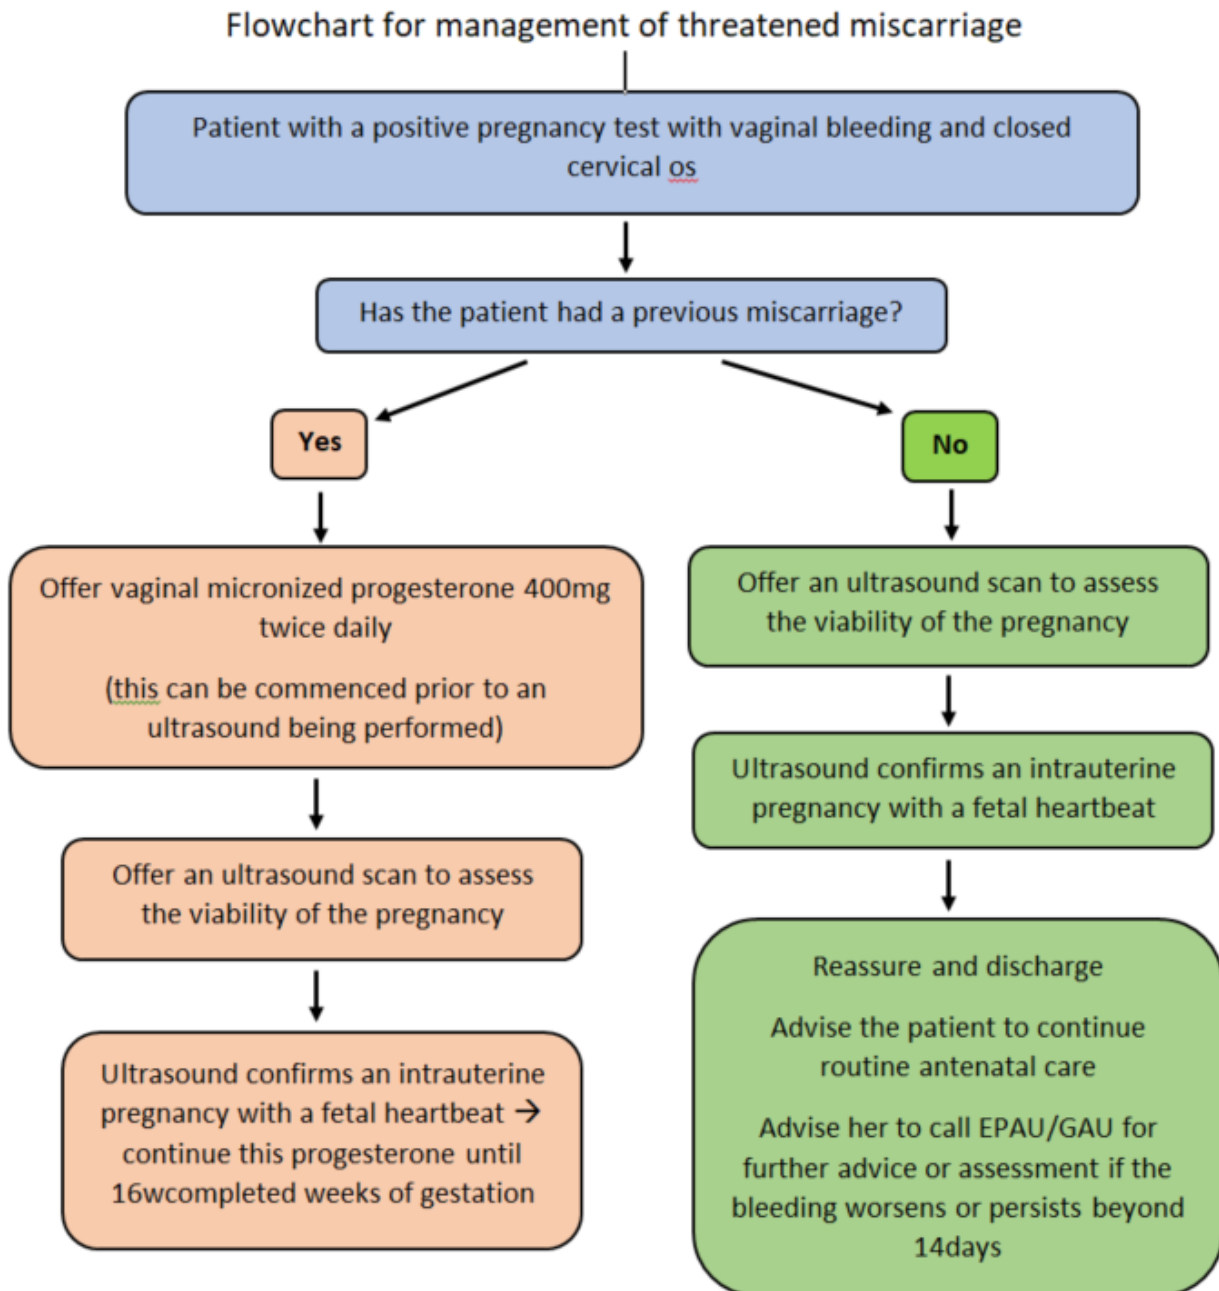 Flowchart for management of threatened miscarriage
Patient with a positive pregnancy test with vaginal bleeding and closed
cervical os
Has the patient had a previous miscarriage?
Yes
No
Offer vaginal micronized progesterone 400mg
twice daily
(this can be commenced prior to an
ultrasound being performed)
Offer an ultrasound scan to assess
the viability of the pregnancy
Ultrasound confirms an intrauterine
pregnancy with a fetal heartbeat →
continue this progesterone until
16wcompleted weeks of gestation
Offer an ultrasound scan to assess
the viability of the pregnancy
Ultrasound confirms an intrauterine
pregnancy with a fetal heartbeat
Reassure and discharge
Advise the patient to continue
routine antenatal care
Advise her to call EPAU/GAU for
further advice or assessment if the
bleeding worsens or persists beyond
14days